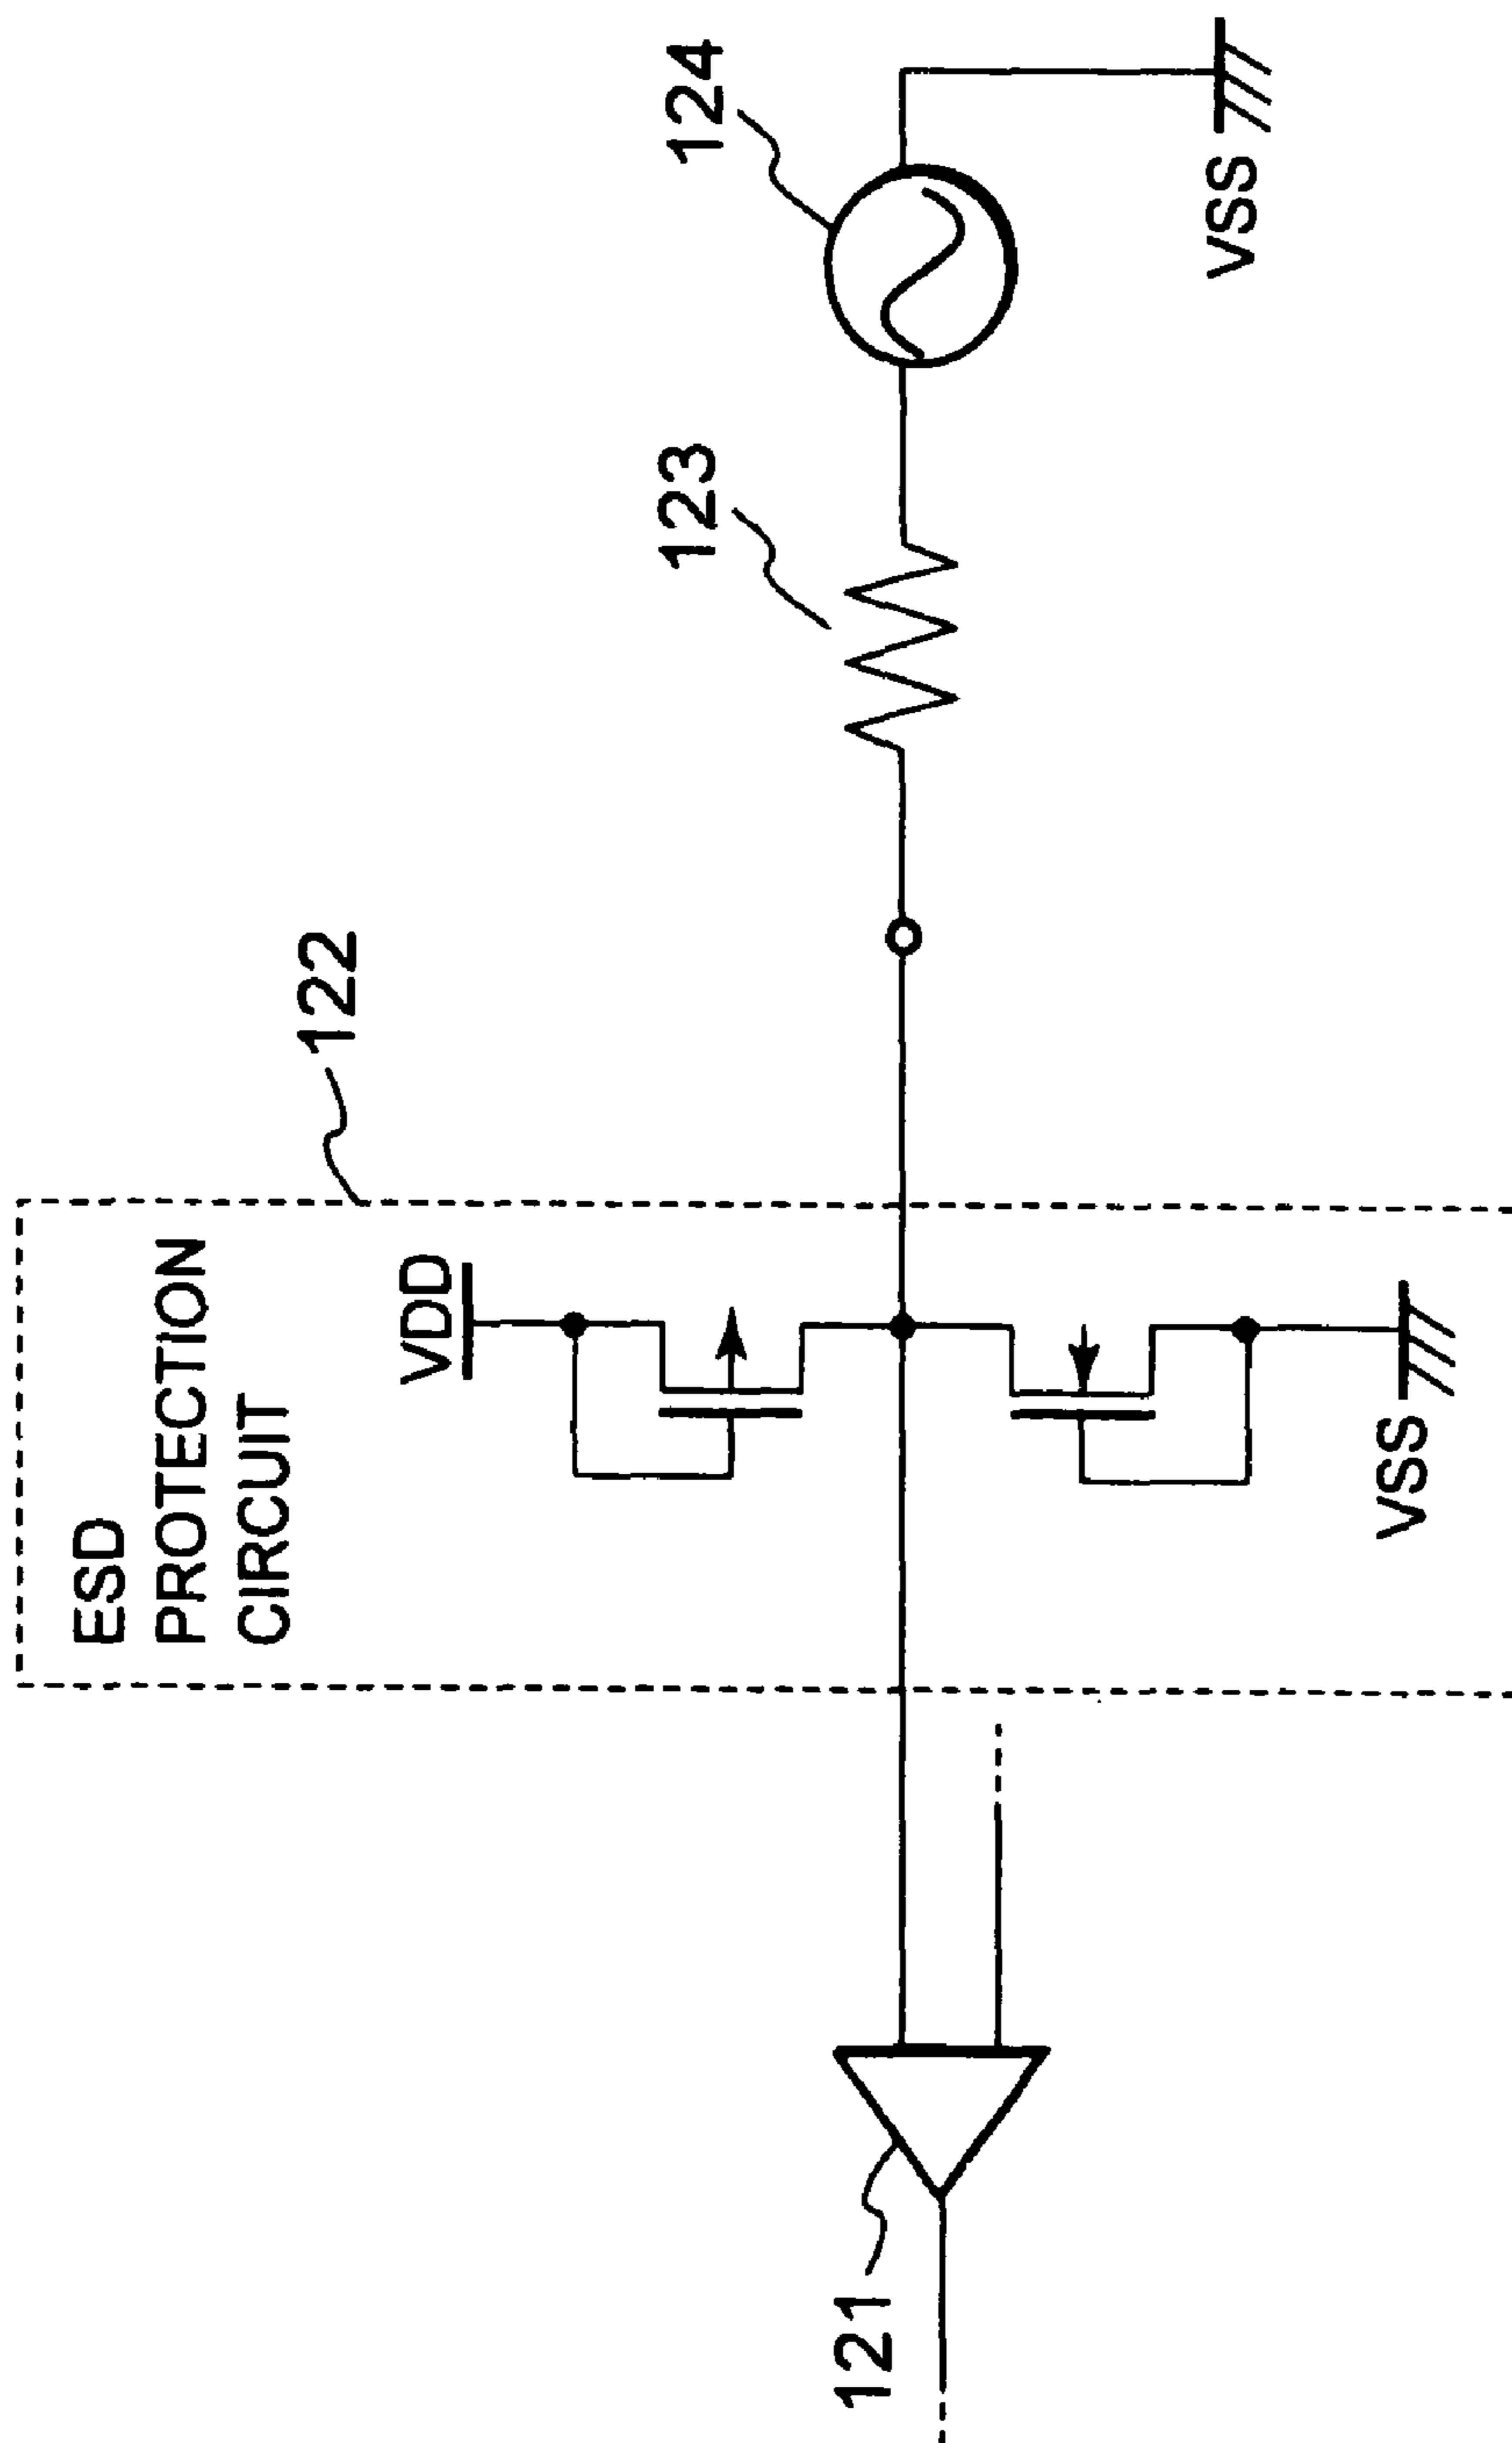 ESD
PROTECTION
CIRCUIT
122
VDD
121
123
124
VSS
VSS